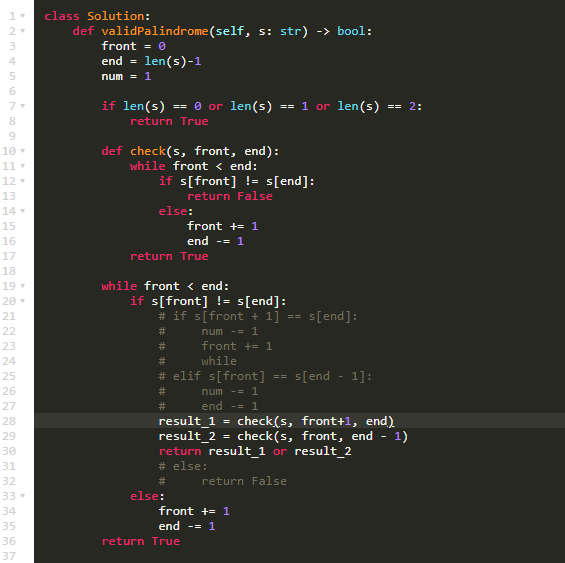 1 class Solution:
2     def validPalindrome(self, s: str) -> bool:
3         front = 0
4         end = len(s)-1
5         num = 1
6
7         if len(s) == 0 or len(s) == 1 or len(s) == 2:
8             return True
9
10         def check(s, front, end):
11             while front < end:
12                 if s[front] != s[end]:
13                     return False
14                 else:
15                     front += 1
16                     end -= 1
17             return True
18
19         while front < end:
20             if s[front] != s[end]:
21                 # if s[front + 1] == s[end]:
22                 #     num -= 1
23                 #     front += 1
24                 #     while
25                 # elif s[front] == s[end - 1]:
26                 #     num -= 1
27                 #     end -= 1
28                 result_1 = check(s, front+1, end)
29                 result_2 = check(s, front, end - 1)
30                 return result_1 or result_2
31                 # else:
32                 #     return False
33             else:
34                 front += 1
35                 end -= 1
36         return True
37